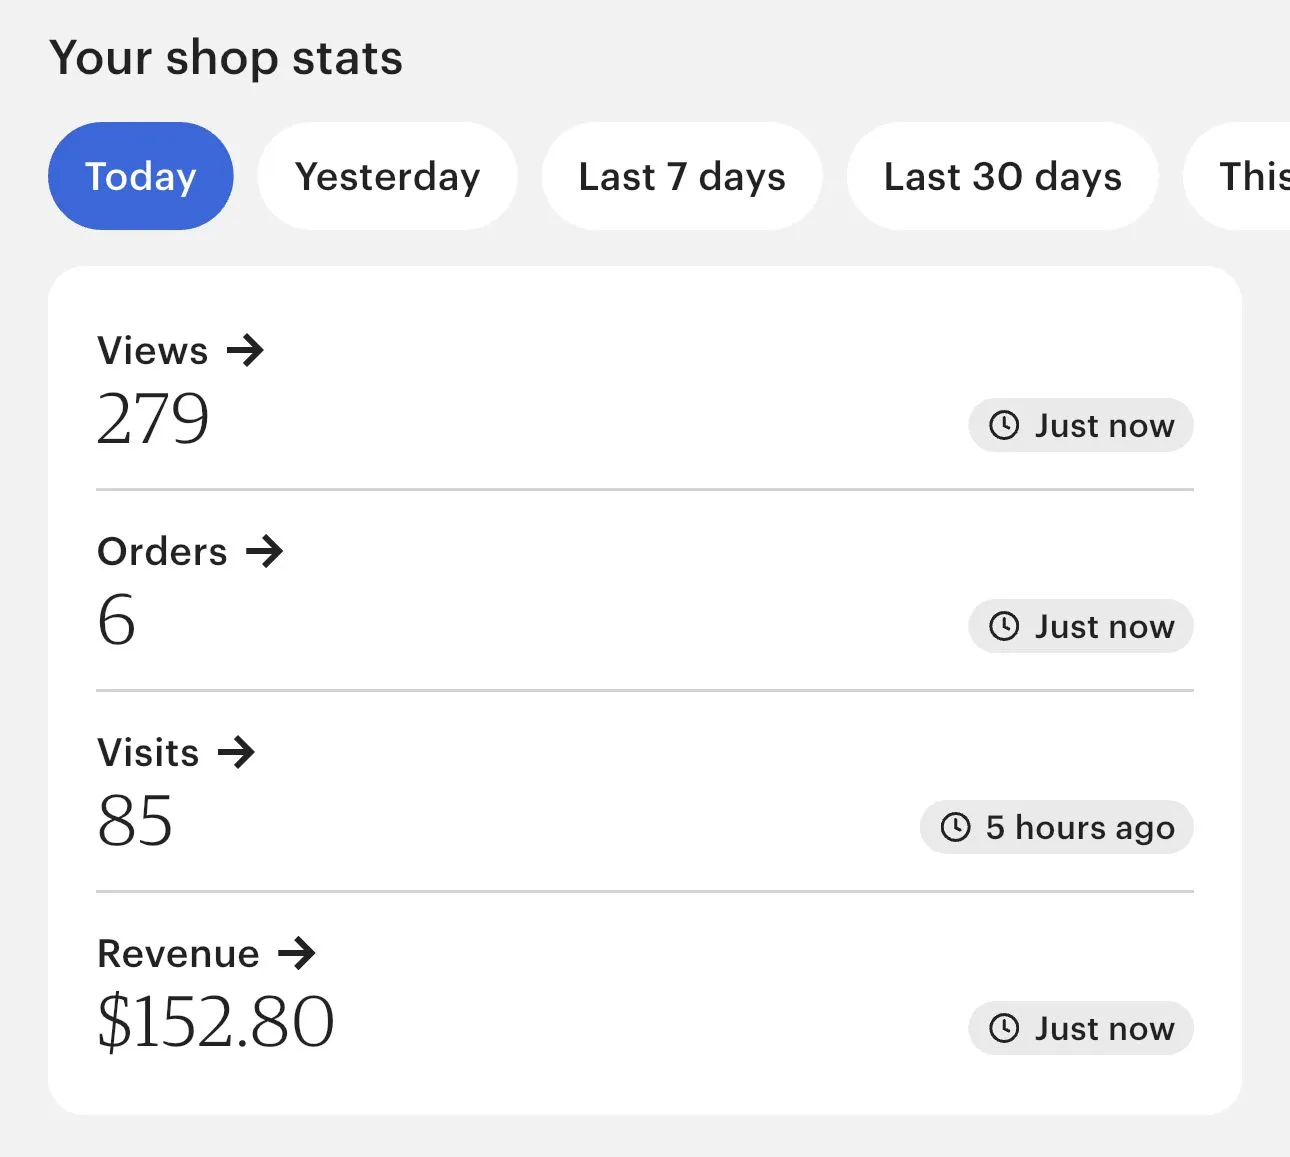 Your shop stats
Today Yesterday Last 7 days Last 30 days This
Views →
279 Just now
Orders →
6 Just now
Visits →
85 5 hours ago
Revenue →
$152.80 Just now